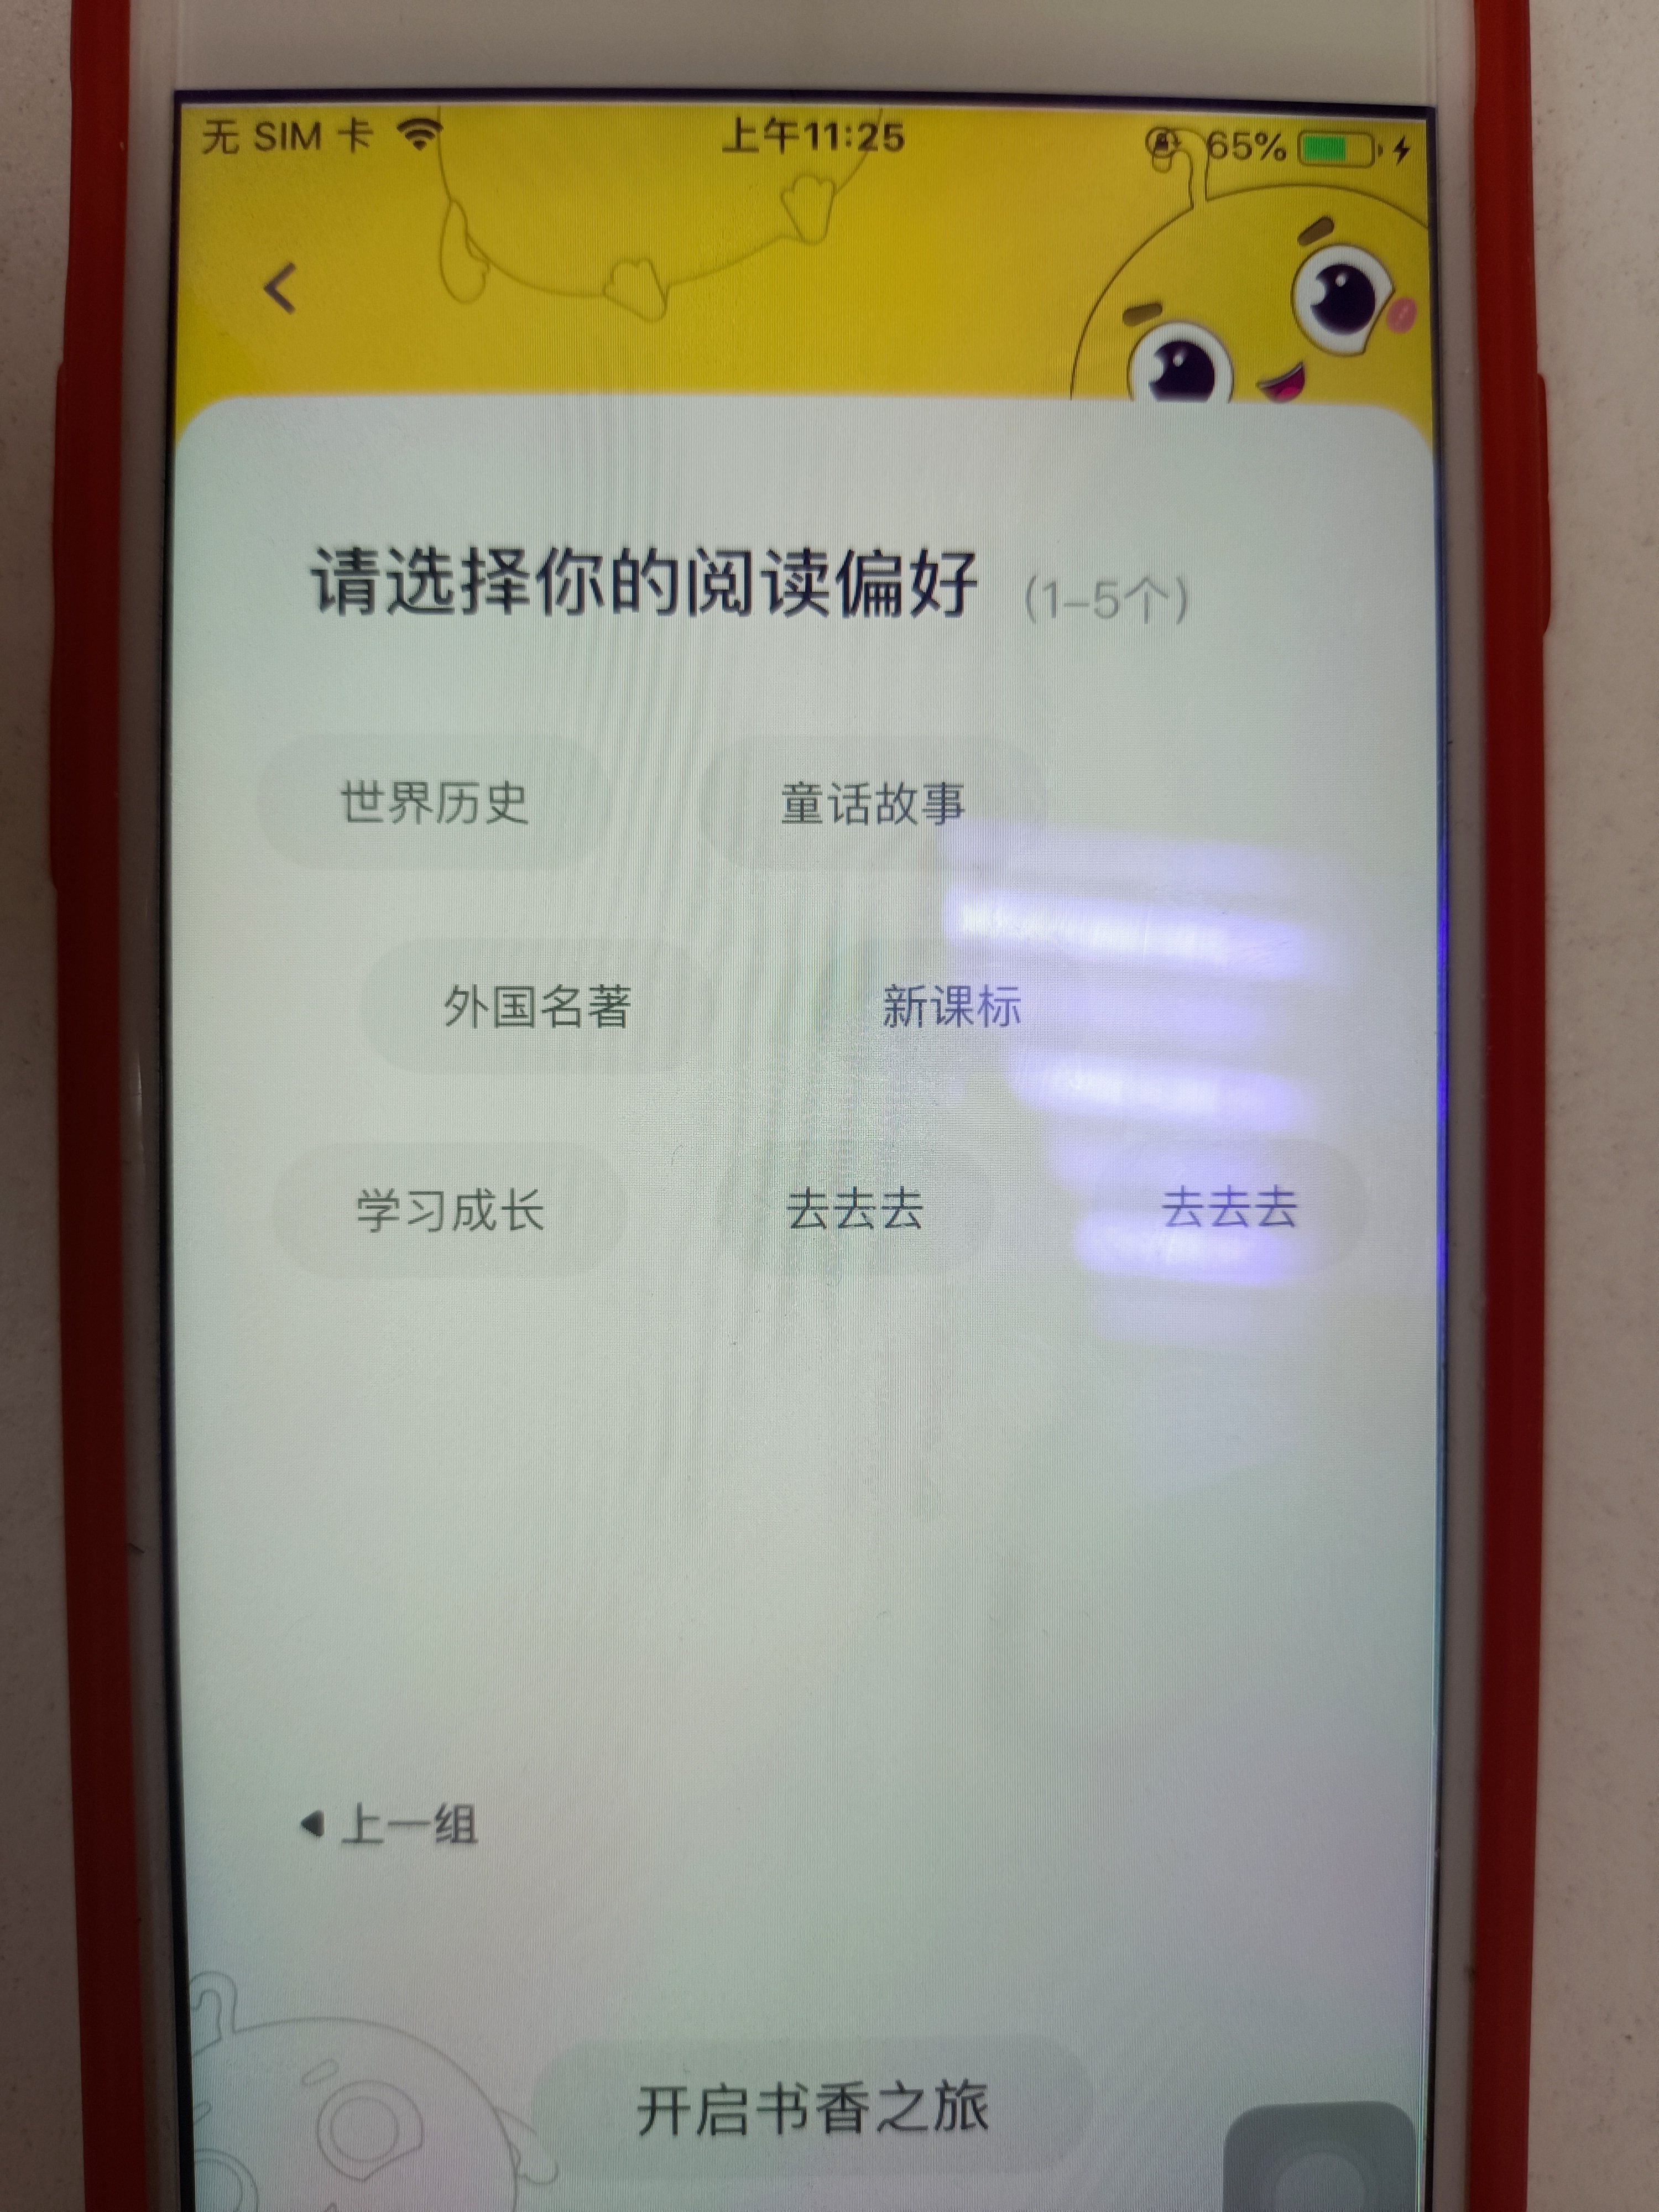 无 SIM 卡 上午11:25 65%
请选择你的阅读偏好 (1-5个)
世界历史 童话故事
外国名著 新课标
学习成长 去去去 去去去
上一组
开启书香之旅